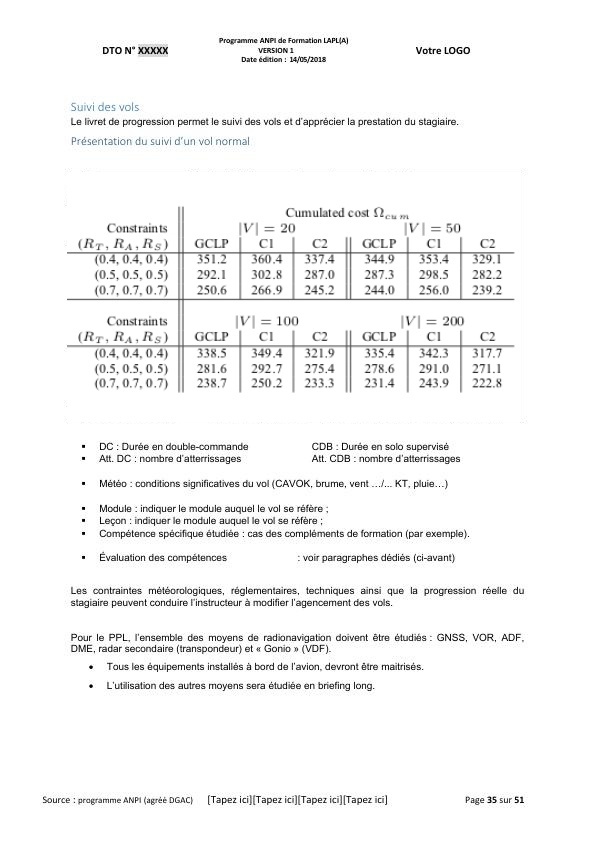 DTO N° XXXXX
Programme ANPI de Formation LAPL(A)
VERSION 1
Date édition : 14/05/2018
Votre LOGO
Suivi des vols
Le livret de progression permet le suivi des vols et d'apprécier la prestation du stagiaire.
Présentation du suivi d'un vol normal
Cumulated cost Ω_cum
Constraints |V| = 20 |V| = 50
(R_T, R_A, R_S) GCLP C1 C2 GCLP C1 C2
(0.4, 0.4, 0.4) 351.2 360.4 337.4 344.9 353.4 329.1
(0.5, 0.5, 0.5) 292.1 302.8 287.0 287.3 298.5 282.2
(0.7, 0.7, 0.7) 250.6 266.9 245.2 244.0 256.0 239.2
Constraints |V| = 100 |V| = 200
(R_T, R_A, R_S) GCLP C1 C2 GCLP C1 C2
(0.4, 0.4, 0.4) 338.5 349.4 321.9 335.4 342.3 317.7
(0.5, 0.5, 0.5) 281.6 292.7 275.4 278.6 291.0 271.1
(0.7, 0.7, 0.7) 238.7 250.2 233.3 231.4 243.9 222.8
▪ DC : Durée en double-commande CDB : Durée en solo supervisé
▪ Att. DC : nombre d'atterrissages Att. CDB : nombre d'atterrissages
▪ Météo : conditions significatives du vol (CAVOK, brume, vent …/... KT, pluie…)
▪ Module : indiquer le module auquel le vol se réfère ;
▪ Leçon : indiquer le module auquel le vol se réfère ;
▪ Compétence spécifique étudiée : cas des compléments de formation (par exemple).
▪ Évaluation des compétences : voir paragraphes dédiés (ci-avant)
Les contraintes météorologiques, réglementaires, techniques ainsi que la progression réelle du
stagiaire peuvent conduire l'instructeur à modifier l'agencement des vols.
Pour le PPL, l'ensemble des moyens de radionavigation doivent être étudiés : GNSS, VOR, ADF,
DME, radar secondaire (transpondeur) et « Gonio » (VDF).
• Tous les équipements installés à bord de l'avion, devront être maitrisés.
• L'utilisation des autres moyens sera étudiée en briefing long.
Source : programme ANPI (agréé DGAC) [Tapez ici][Tapez ici][Tapez ici][Tapez ici] Page 35 sur 51